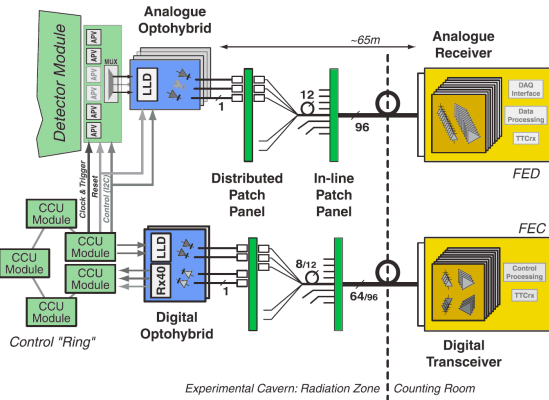 Analogue
Optohybrid
~65m
Analogue
Receiver
Detector Module
APV
APV
APV
APV
APV
APV
MUX
LLD
1
12
96
DAQ
Interface
Data
Processing
TTCrx
FED
Clock & Trigger
Reset
Control (I2C)
Distributed
Patch
Panel
In-line
Patch
Panel
CCU
Module
CCU
Module
CCU
Module
CCU
Module
CCU
Module
Control "Ring"
LLD
Rx40
1
Digital
Optohybrid
8/12
64/96
FEC
Control
Processing
TTCrx
Digital
Transceiver
Experimental Cavern: Radiation Zone
Counting Room